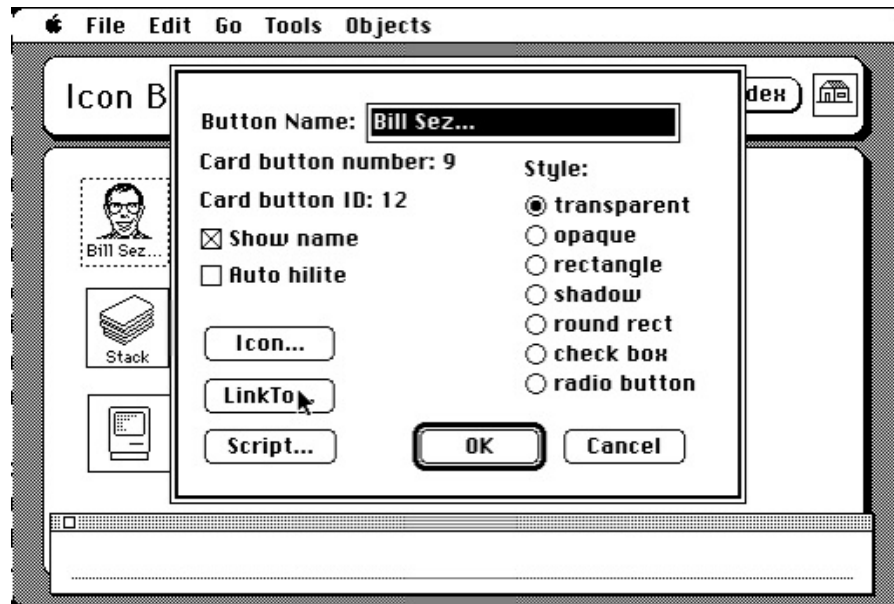 File Edit Go Tools Objects
Icon B
dex
Button Name: Bill Sez...
Card button number: 9
Card button ID: 12
Show name
Auto hilite
Style:
transparent
opaque
rectangle
shadow
round rect
check box
radio button
Bill Sez...
Stack
Icon...
LinkTo
Script...
OK
Cancel